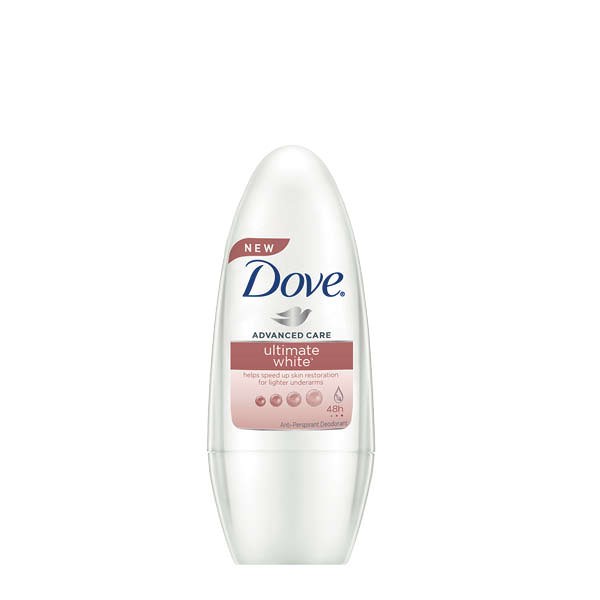 NEW
Dove®
ADVANCED CARE
ultimate
white*
helps speed up skin restoration
for lighter underarms
48h
Anti-Perspirant Deodorant